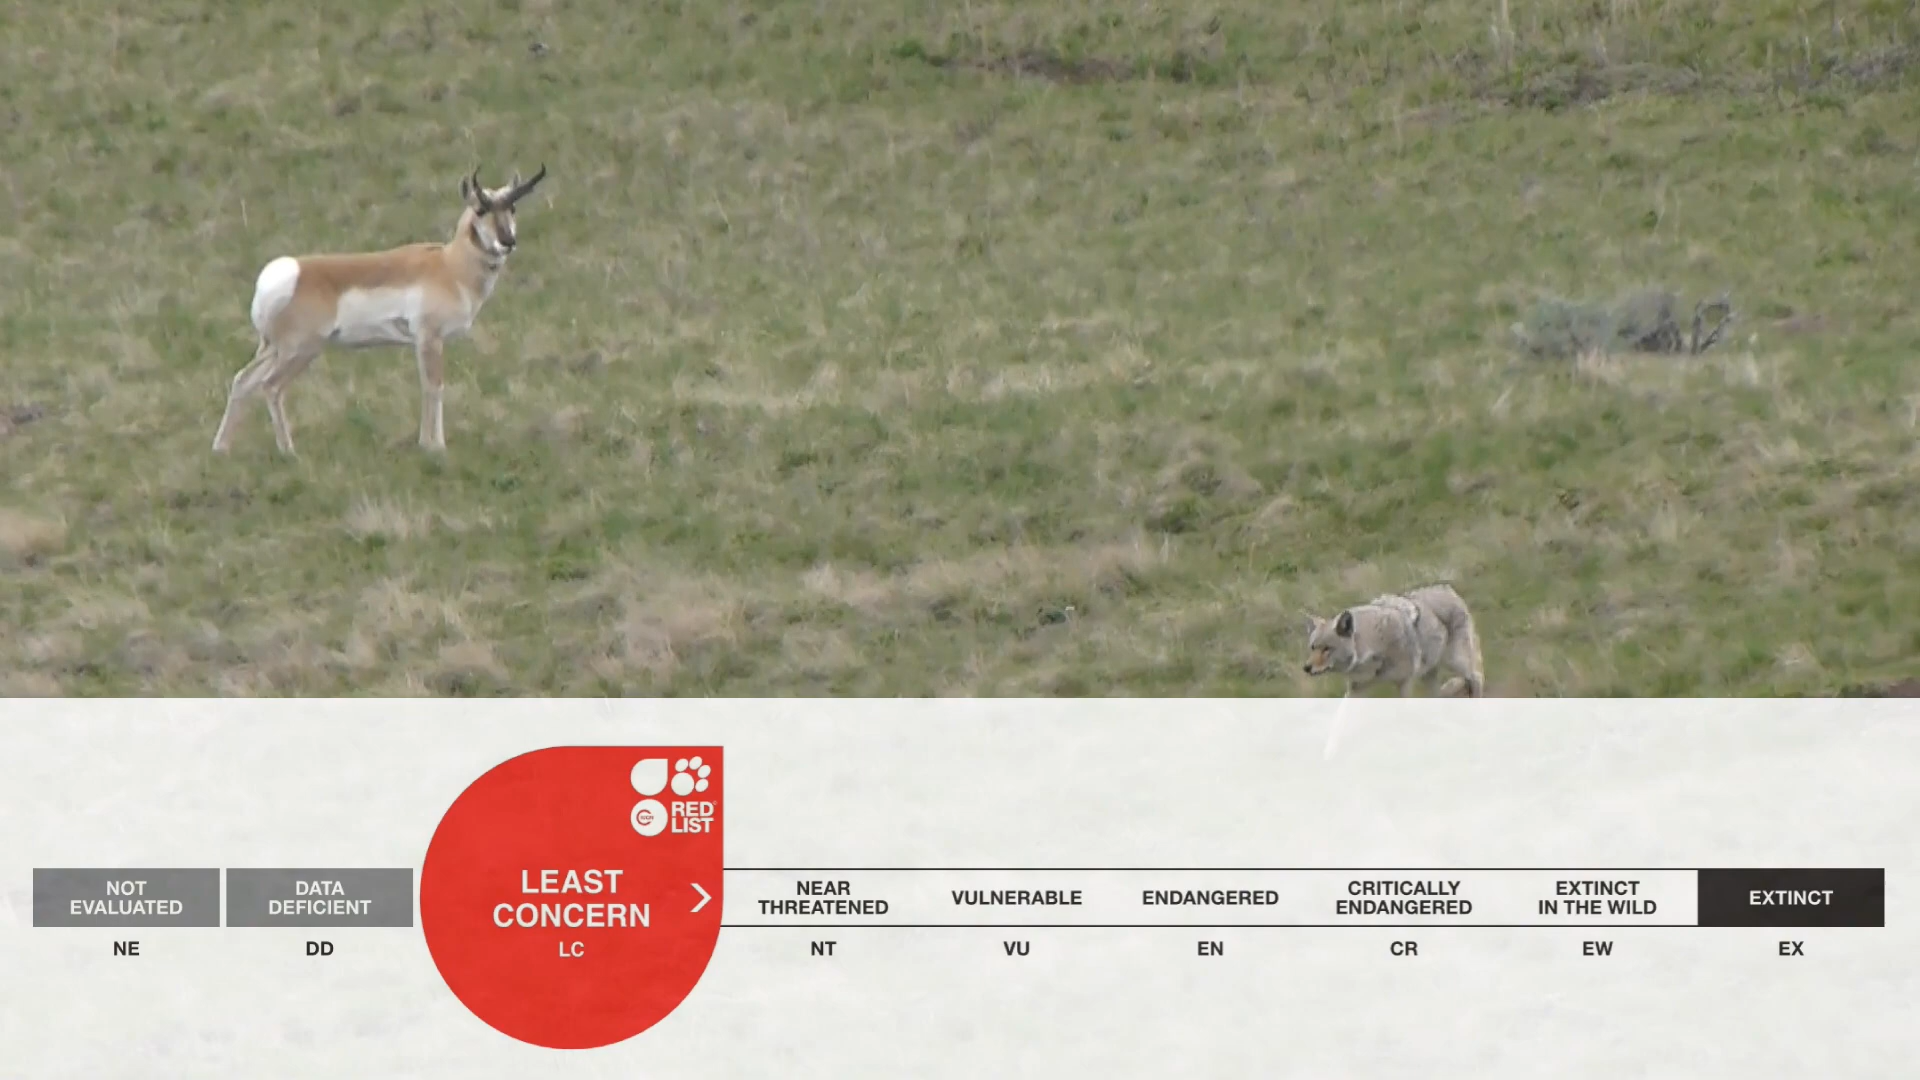 RED
LIST
NOT
EVALUATED
NE
DATA
DEFICIENT
DD
LEAST
CONCERN
LC
NEAR
THREATENED
NT
VULNERABLE
VU
ENDANGERED
EN
CRITICALLY
ENDANGERED
CR
EXTINCT
IN THE WILD
EW
EXTINCT
EX